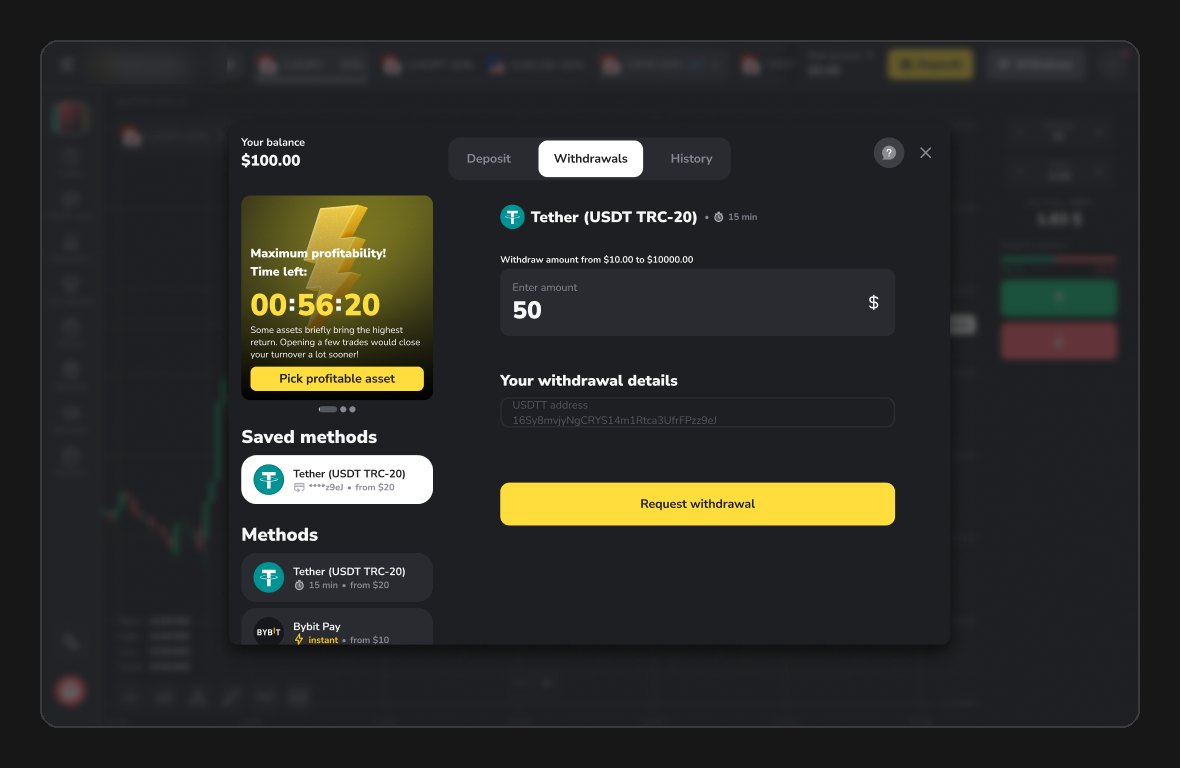 Your balance
$100.00
Deposit
Withdrawals
History
?
Maximum profitability!
Time left:
00:56:20
Some assets briefly bring the highest
return. Opening a few trades would close
your turnover a lot sooner!
Pick profitable asset
Saved methods
Tether (USDT TRC-20)
****z9eJ • from $20
Methods
Tether (USDT TRC-20)
15 min • from $20
BYBIT
Bybit Pay
instant • from $10
Tether (USDT TRC-20) • 15 min
Withdraw amount from $10.00 to $10000.00
Enter amount
50
$
Your withdrawal details
USDTT address
16Sy8mvjyNgCRYS14m1Rtca3UfrFPzz9eJ
Request withdrawal